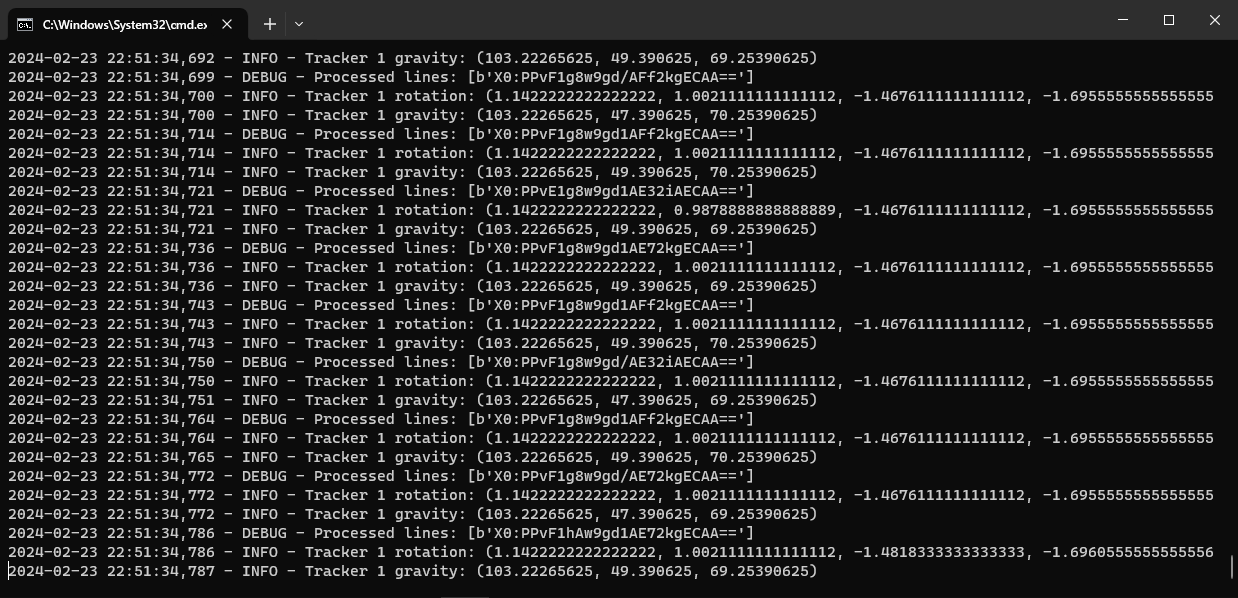 C:\Windows\System32\cmd.ex
2024-02-23 22:51:34,692 - INFO - Tracker 1 gravity: (103.22265625, 49.390625, 69.25390625)
2024-02-23 22:51:34,699 - DEBUG - Processed lines: [b'X0:PPvF1g8w9gd/AFf2kgECAA==']
2024-02-23 22:51:34,700 - INFO - Tracker 1 rotation: (1.1422222222222222, 1.0021111111111112, -1.4676111111111112, -1.6955555555555555
2024-02-23 22:51:34,700 - INFO - Tracker 1 gravity: (103.22265625, 47.390625, 70.25390625)
2024-02-23 22:51:34,714 - DEBUG - Processed lines: [b'X0:PPvF1g8w9gd1AFf2kgECAA==']
2024-02-23 22:51:34,714 - INFO - Tracker 1 rotation: (1.1422222222222222, 1.0021111111111112, -1.4676111111111112, -1.6955555555555555
2024-02-23 22:51:34,714 - INFO - Tracker 1 gravity: (103.22265625, 49.390625, 70.25390625)
2024-02-23 22:51:34,721 - DEBUG - Processed lines: [b'X0:PPvE1g8w9gd1AE32iAECAA==']
2024-02-23 22:51:34,721 - INFO - Tracker 1 rotation: (1.1422222222222222, 0.9878888888888889, -1.4676111111111112, -1.6955555555555555
2024-02-23 22:51:34,721 - INFO - Tracker 1 gravity: (103.22265625, 49.390625, 69.25390625)
2024-02-23 22:51:34,736 - DEBUG - Processed lines: [b'X0:PPvF1g8w9gd1AE72kgECAA==']
2024-02-23 22:51:34,736 - INFO - Tracker 1 rotation: (1.1422222222222222, 1.0021111111111112, -1.4676111111111112, -1.6955555555555555
2024-02-23 22:51:34,736 - INFO - Tracker 1 gravity: (103.22265625, 49.390625, 69.25390625)
2024-02-23 22:51:34,743 - DEBUG - Processed lines: [b'X0:PPvF1g8w9gd1AFf2kgECAA==']
2024-02-23 22:51:34,743 - INFO - Tracker 1 rotation: (1.1422222222222222, 1.0021111111111112, -1.4676111111111112, -1.6955555555555555
2024-02-23 22:51:34,743 - INFO - Tracker 1 gravity: (103.22265625, 49.390625, 70.25390625)
2024-02-23 22:51:34,750 - DEBUG - Processed lines: [b'X0:PPvF1g8w9gd/AE32iAECAA==']
2024-02-23 22:51:34,750 - INFO - Tracker 1 rotation: (1.1422222222222222, 1.0021111111111112, -1.4676111111111112, -1.6955555555555555
2024-02-23 22:51:34,751 - INFO - Tracker 1 gravity: (103.22265625, 47.390625, 69.25390625)
2024-02-23 22:51:34,764 - DEBUG - Processed lines: [b'X0:PPvF1g8w9gd1AFf2kgECAA==']
2024-02-23 22:51:34,764 - INFO - Tracker 1 rotation: (1.1422222222222222, 1.0021111111111112, -1.4676111111111112, -1.6955555555555555
2024-02-23 22:51:34,765 - INFO - Tracker 1 gravity: (103.22265625, 49.390625, 70.25390625)
2024-02-23 22:51:34,772 - DEBUG - Processed lines: [b'X0:PPvF1g8w9gd/AE72kgECAA==']
2024-02-23 22:51:34,772 - INFO - Tracker 1 rotation: (1.1422222222222222, 1.0021111111111112, -1.4676111111111112, -1.6955555555555555
2024-02-23 22:51:34,772 - INFO - Tracker 1 gravity: (103.22265625, 47.390625, 69.25390625)
2024-02-23 22:51:34,786 - DEBUG - Processed lines: [b'X0:PPvF1hAw9gd1AE72kgECAA==']
2024-02-23 22:51:34,786 - INFO - Tracker 1 rotation: (1.1422222222222222, 1.0021111111111112, -1.4818333333333333, -1.6960555555555556
2024-02-23 22:51:34,787 - INFO - Tracker 1 gravity: (103.22265625, 49.390625, 69.25390625)